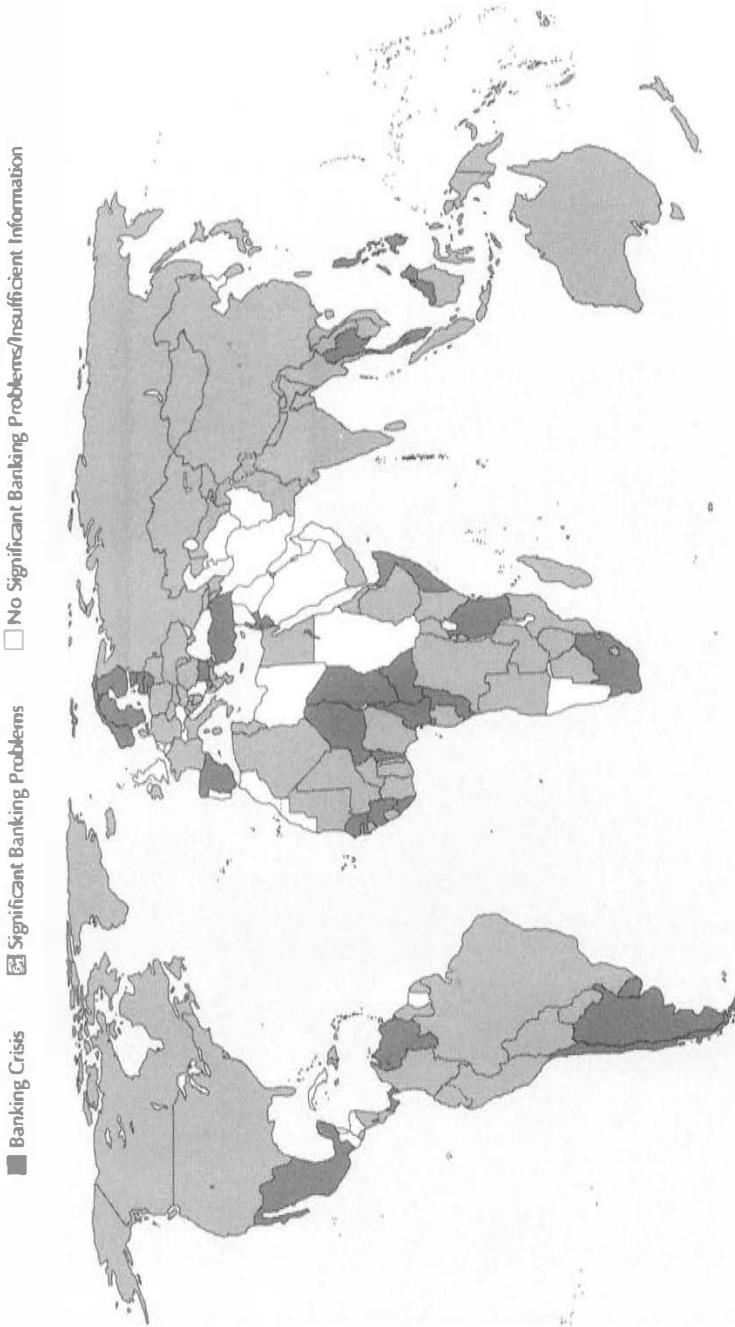 Banking Crisis
Significant Banking Problems
No Significant Banking Problems/Insufficient Information